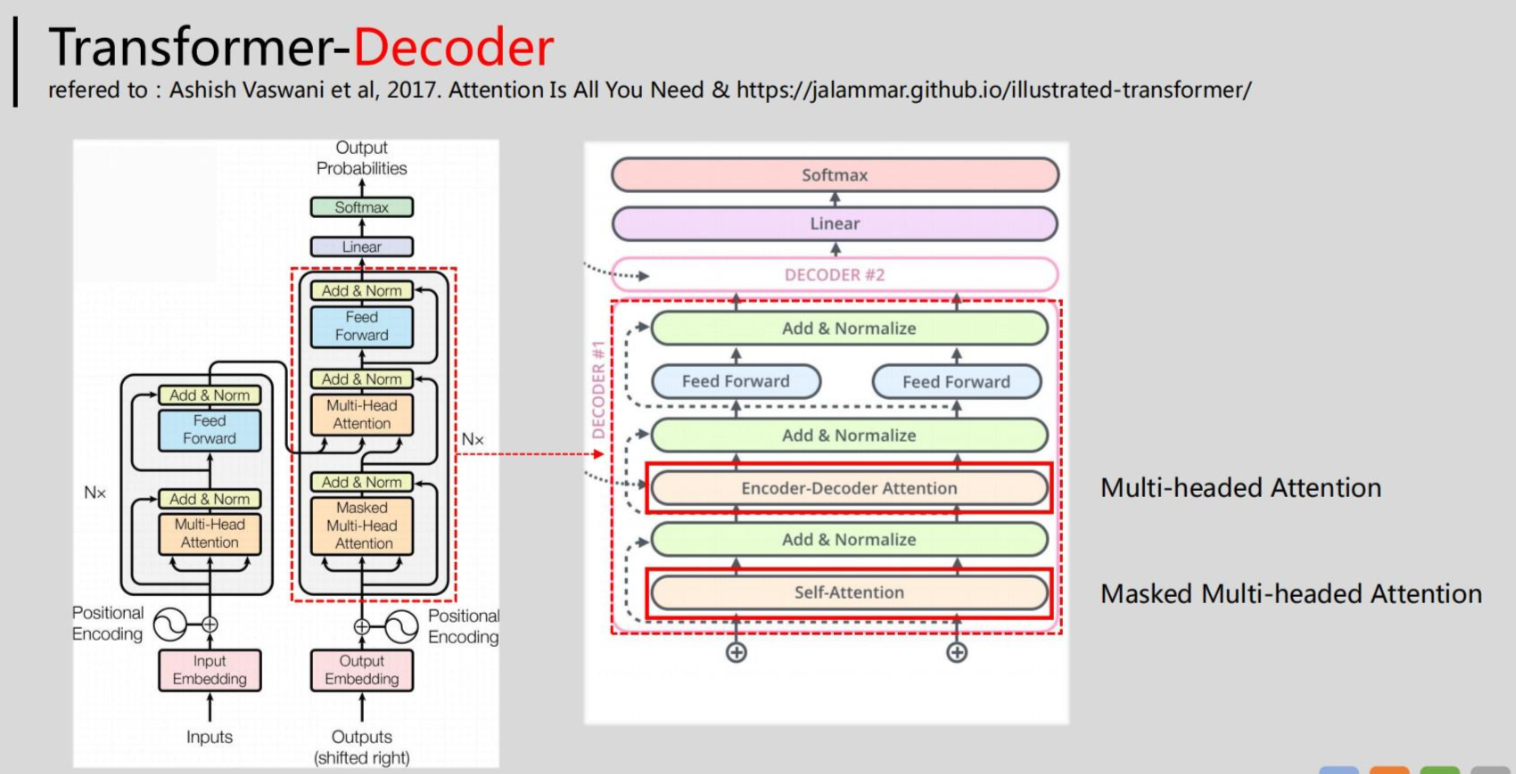 Transformer-Decoder
refered to : Ashish Vaswani et al, 2017. Attention Is All You Need & https://jalammar.github.io/illustrated-transformer/
Output
Probabilities
Softmax
Linear
Add & Norm
Feed
Forward
Add & Norm
Multi-Head
Attention
Add & Norm
Masked
Multi-Head
Attention
Nx
Add & Norm
Feed
Forward
Add & Norm
Multi-Head
Attention
Nx
Positional
Encoding
Positional
Encoding
Input
Embedding
Output
Embedding
Inputs
Outputs
(shifted right)
Softmax
Linear
DECODER #2
DECODER #1
Add & Normalize
Feed Forward
Feed Forward
Add & Normalize
Encoder-Decoder Attention
Add & Normalize
Self-Attention
Multi-headed Attention
Masked Multi-headed Attention